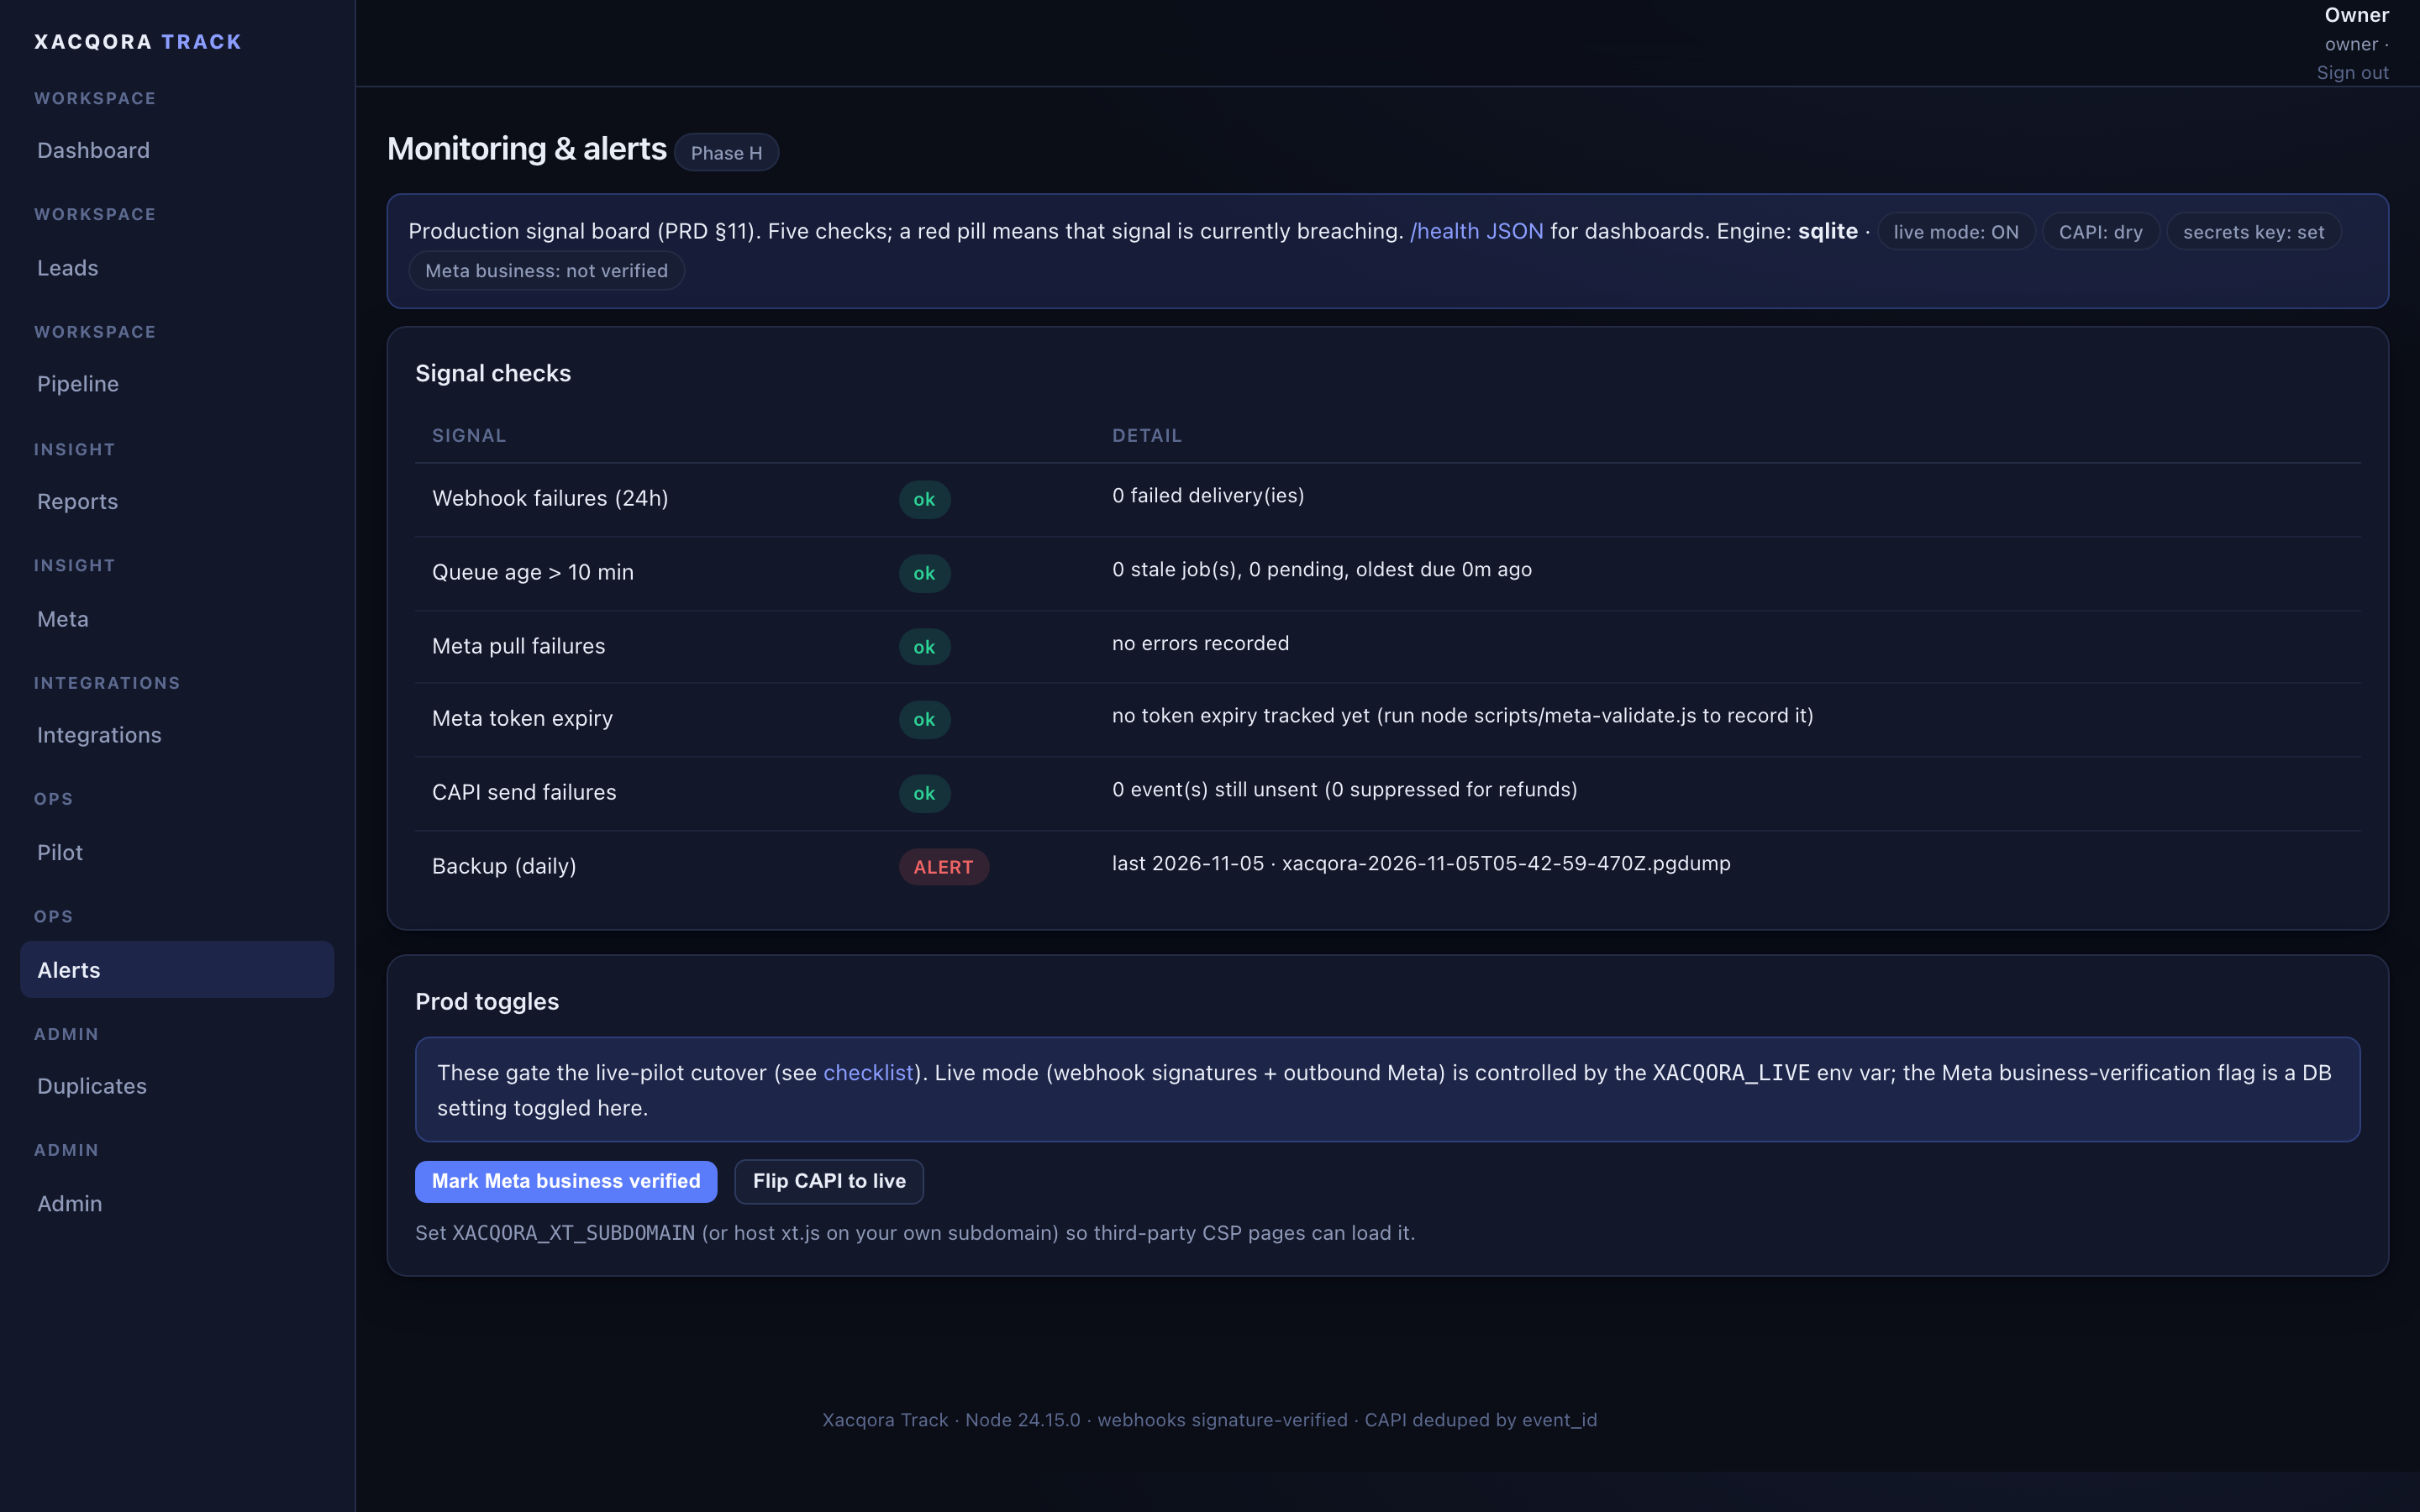 XACQORA TRACK
WORKSPACE
Dashboard
WORKSPACE
Leads
WORKSPACE
Pipeline
INSIGHT
Reports
INSIGHT
Meta
INTEGRATIONS
Integrations
OPS
Pilot
OPS
Alerts
ADMIN
Duplicates
ADMIN
Admin
Owner
owner ·
Sign out
Monitoring & alerts Phase H
Production signal board (PRD §11). Five checks; a red pill means that signal is currently breaching. /health JSON for dashboards. Engine: sqlite · live mode: ON CAPI: dry secrets key: set
Meta business: not verified
Signal checks
SIGNAL DETAIL
Webhook failures (24h) ok 0 failed delivery(ies)
Queue age > 10 min ok 0 stale job(s), 0 pending, oldest due 0m ago
Meta pull failures ok no errors recorded
Meta token expiry ok no token expiry tracked yet (run node scripts/meta-validate.js to record it)
CAPI send failures ok 0 event(s) still unsent (0 suppressed for refunds)
Backup (daily) ALERT last 2026-11-05 · xacqora-2026-11-05T05-42-59-470Z.pgdump
Prod toggles
These gate the live-pilot cutover (see checklist). Live mode (webhook signatures + outbound Meta) is controlled by the XACQORA_LIVE env var; the Meta business-verification flag is a DB
setting toggled here.
Mark Meta business verified Flip CAPI to live
Set XACQORA_XT_SUBDOMAIN (or host xt.js on your own subdomain) so third-party CSP pages can load it.
Xacqora Track · Node 24.15.0 · webhooks signature-verified · CAPI deduped by event_id